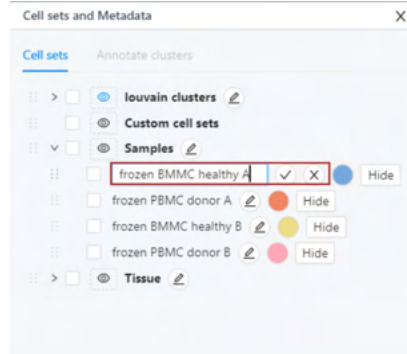 Cell sets and Metadata X
Cell sets Annotate clusters
louvain clusters
Custom cell sets
Samples
frozen BMMC healthy A Hide
frozen PBMC donor A Hide
frozen BMMC healthy B Hide
frozen PBMC donor B Hide
Tissue